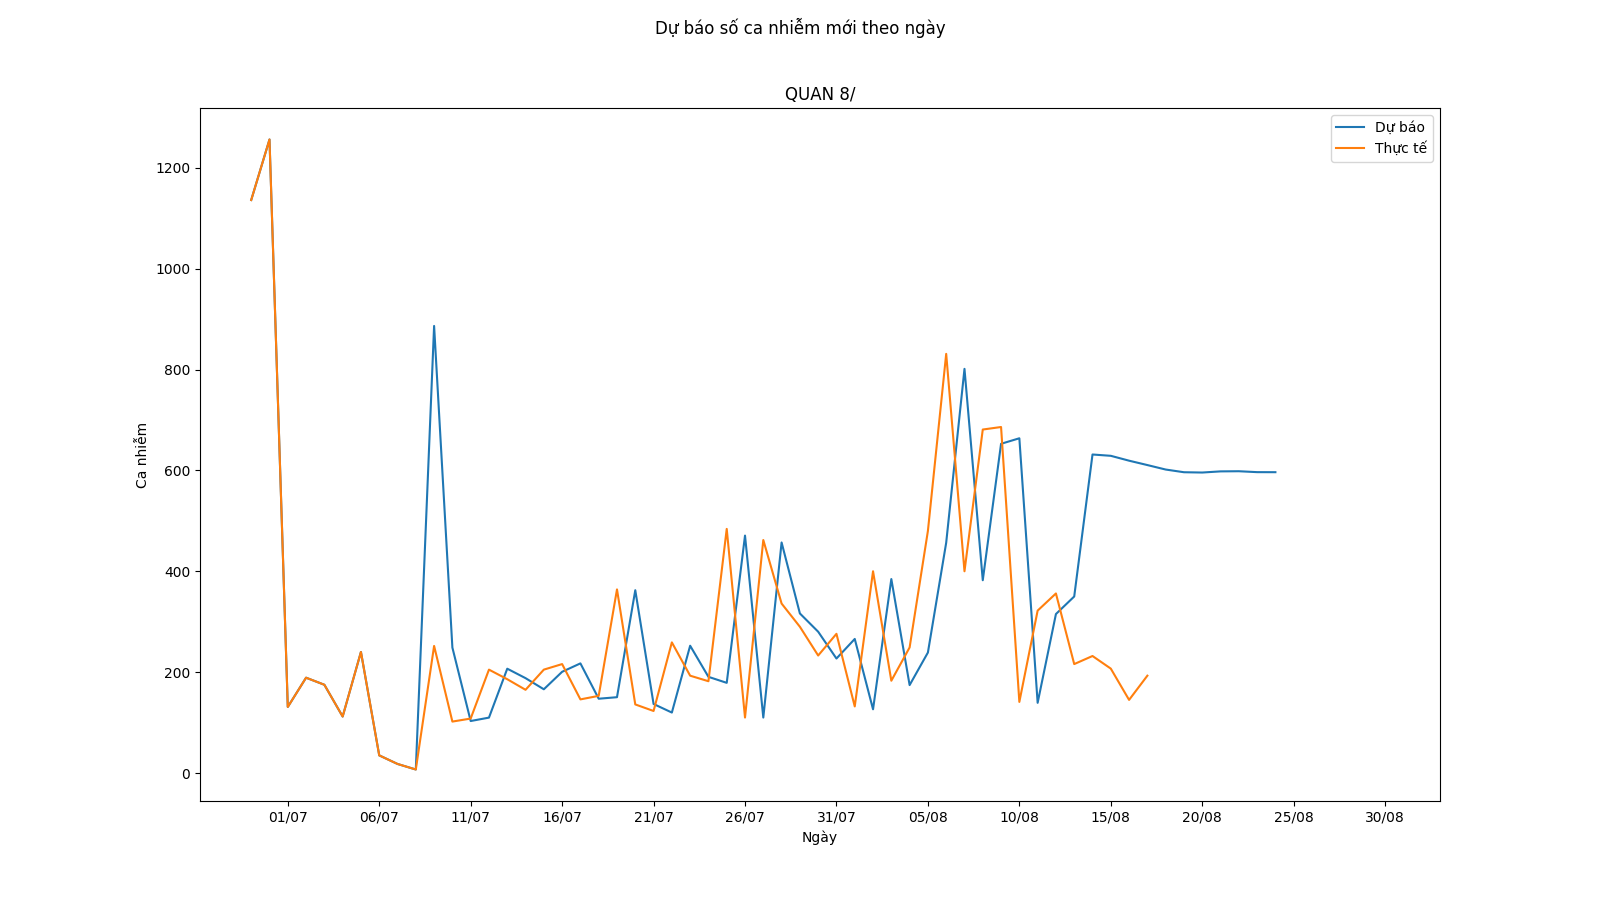 Dự báo số ca nhiễm mới theo ngày
QUAN 8/
Dự báo
Thực tế
1200
1000
800
600
400
200
0
Ca nhiễm
01/07 06/07 11/07 16/07 21/07 26/07 31/07 05/08 10/08 15/08 20/08 25/08 30/08
Ngày